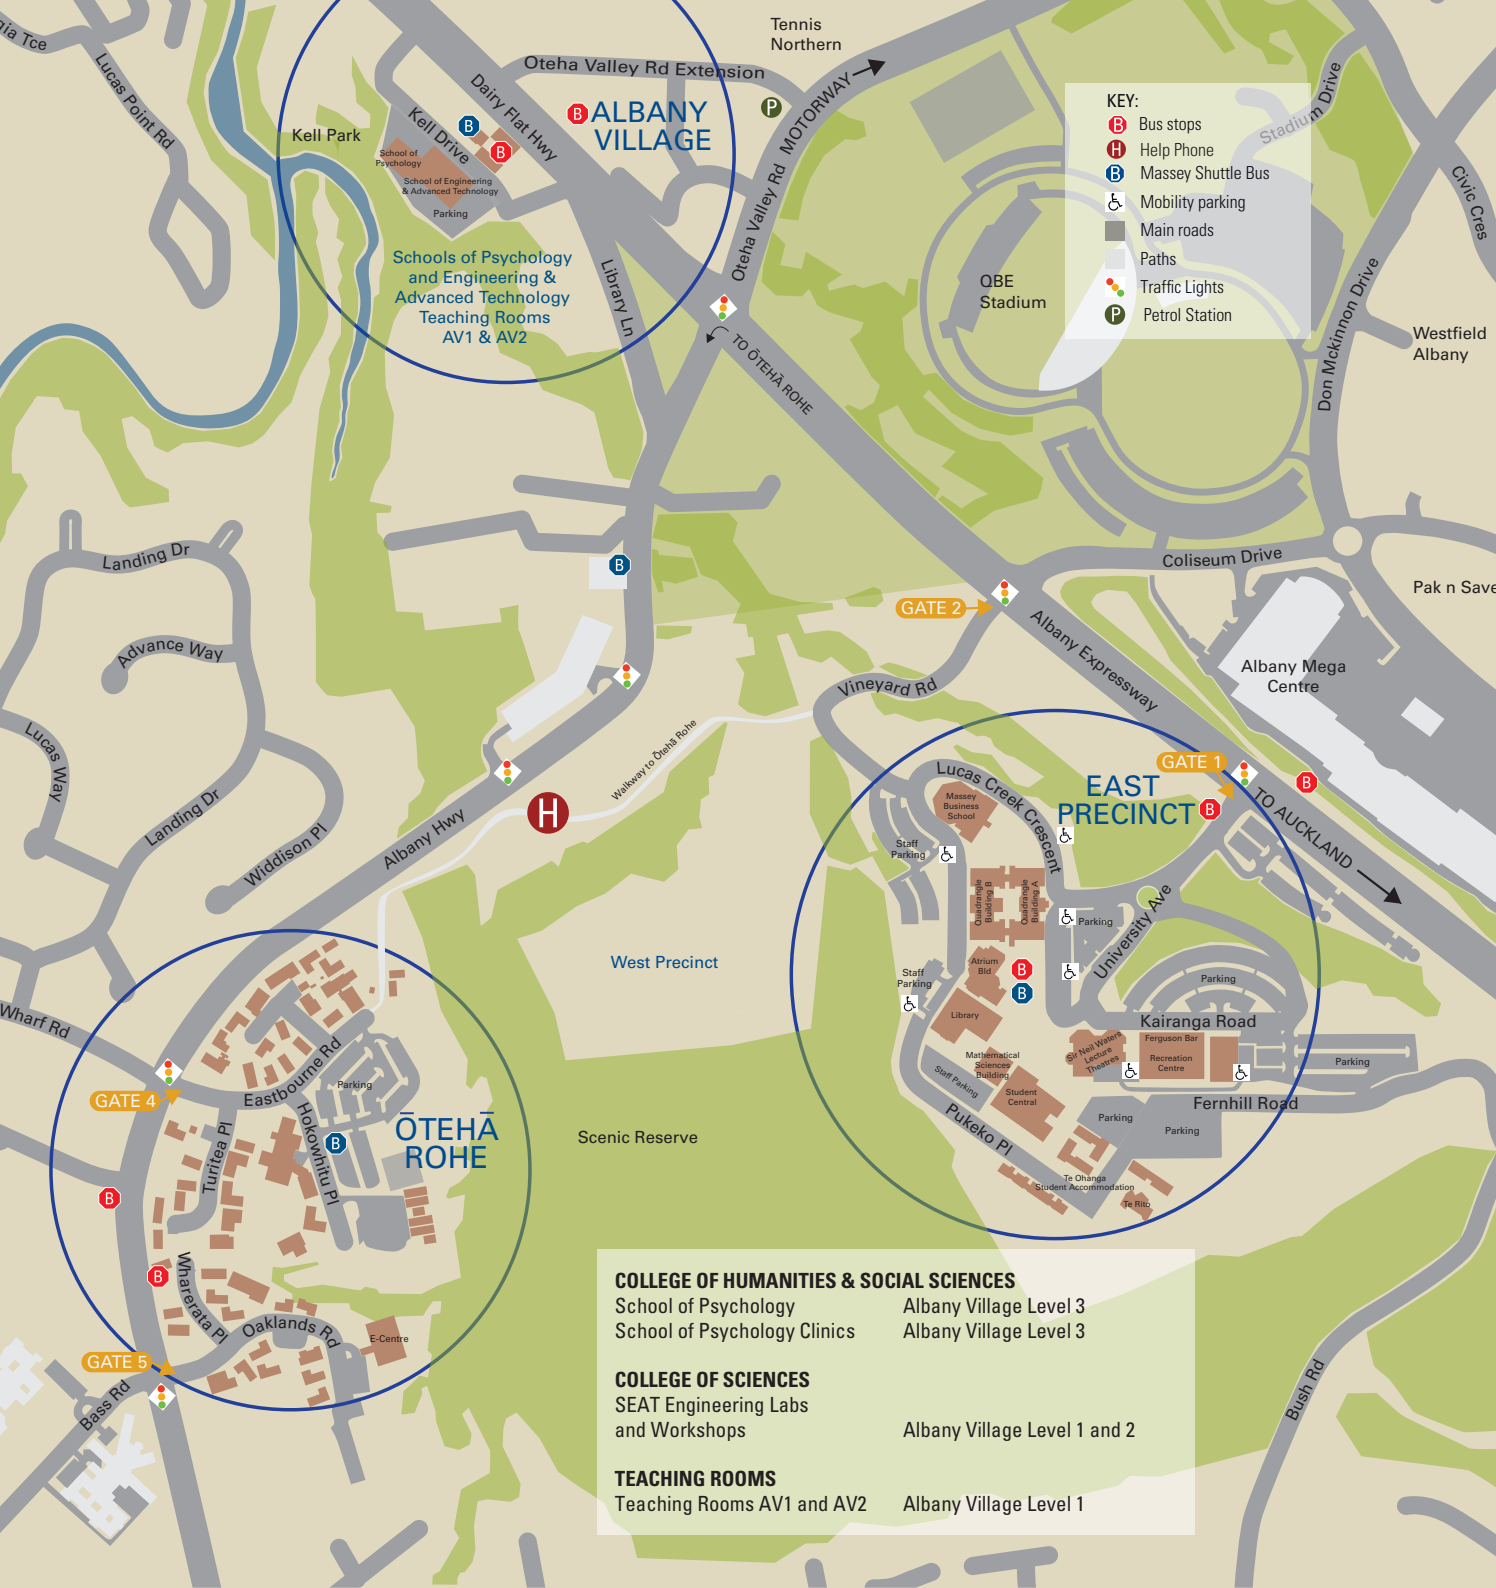 gia Tce
Lucas Point Rd
Kell Park
Oteha Valley Rd Extension
Dairy Flat Hwy
Kell Drive
B
B
B
ALBANY
VILLAGE
School of
Psychology
School of Engineering
& Advanced Technology
Parking
Schools of Psychology
and Engineering &
Advanced Technology
Teaching Rooms
AV1 & AV2
Library Ln
Tennis
Northern
P
MOTORWAY
Oteha Valley Rd
TO ŌTEHĀ ROHE
QBE
Stadium
KEY:
B Bus stops
H Help Phone
B Massey Shuttle Bus
Mobility parking
Main roads
Paths
Traffic Lights
P Petrol Station
Stadium Drive
Civic Cres
Don Mckinnon Drive
Westfield
Albany
Coliseum Drive
Pak n Save
Albany Mega
Centre
GATE 2
Albany Expressway
Vineyard Rd
B
Landing Dr
Advance Way
Lucas Way
Landing Dr
Widdison Pl
Albany Hwy
Walkway to Ōtehā Rohe
H
GATE 1
B
B
TO AUCKLAND
EAST
PRECINCT
Lucas Creek Crescent
Massey
Business
School
Staff
Parking
Quadrangle
Building B
Quadrangle
Building A
Parking
University Ave
Atrium
Bld
B
B
Staff
Parking
Library
Parking
Kairanga Road
Sir Neil Waters
Lecture
Theatres
Ferguson Bar
Recreation
Centre
Parking
Mathematical
Sciences
Building
Staff Parking
Student
Central
Fernhill Road
Parking
Parking
Pukeko Pl
Te Ohanga
Student Accommodation
Te Rito
West Precinct
Scenic Reserve
Wharf Rd
GATE 4
Eastbourne Rd
Parking
Hokowhitu Pl
B
ŌTEHĀ
ROHE
Turitea Pl
B
B
Wharerata Pl
Oaklands Rd
E-Centre
GATE 5
Bass Rd
Bush Rd
COLLEGE OF HUMANITIES & SOCIAL SCIENCES
School of Psychology Albany Village Level 3
School of Psychology Clinics Albany Village Level 3
COLLEGE OF SCIENCES
SEAT Engineering Labs
and Workshops Albany Village Level 1 and 2
TEACHING ROOMS
Teaching Rooms AV1 and AV2 Albany Village Level 1